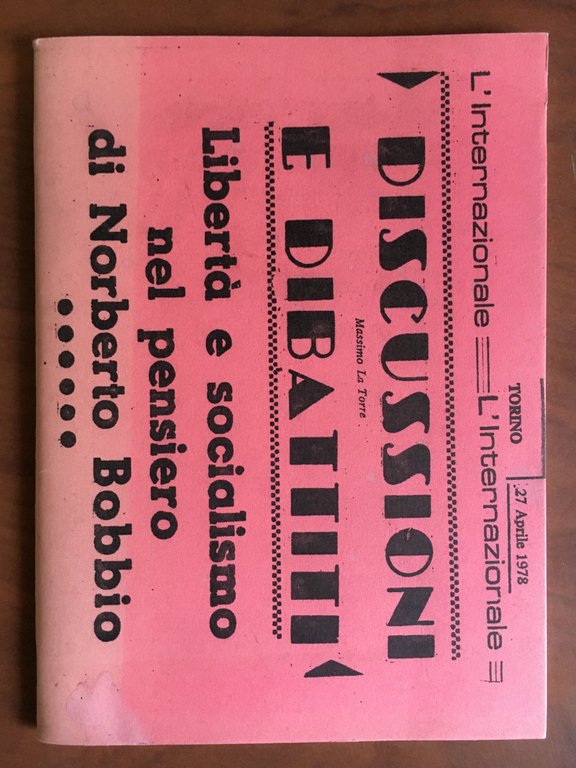 TORINO
27 Aprile 1978
L'Internazionale L'Internazionale
DISCUSSIONI
Massimo La Torre
E DIBATTITI
Libertà e socialismo
nel pensiero
di Norberto Bobbio